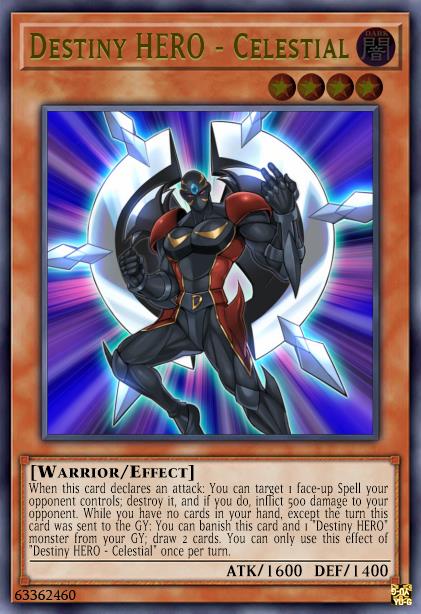 DESTINY HERO - CELESTIAL
DARK
闇
[WARRIOR/EFFECT]
When this card declares an attack: You can target 1 face-up Spell your
opponent controls; destroy it, and if you do, inflict 500 damage to your
opponent. While you have no cards in your hand, except the turn this
card was sent to the GY: You can banish this card and 1 "Destiny HERO"
monster from your GY; draw 2 cards. You can only use this effect of
"Destiny HERO - Celestial" once per turn.
ATK/1600 DEF/1400
63362460